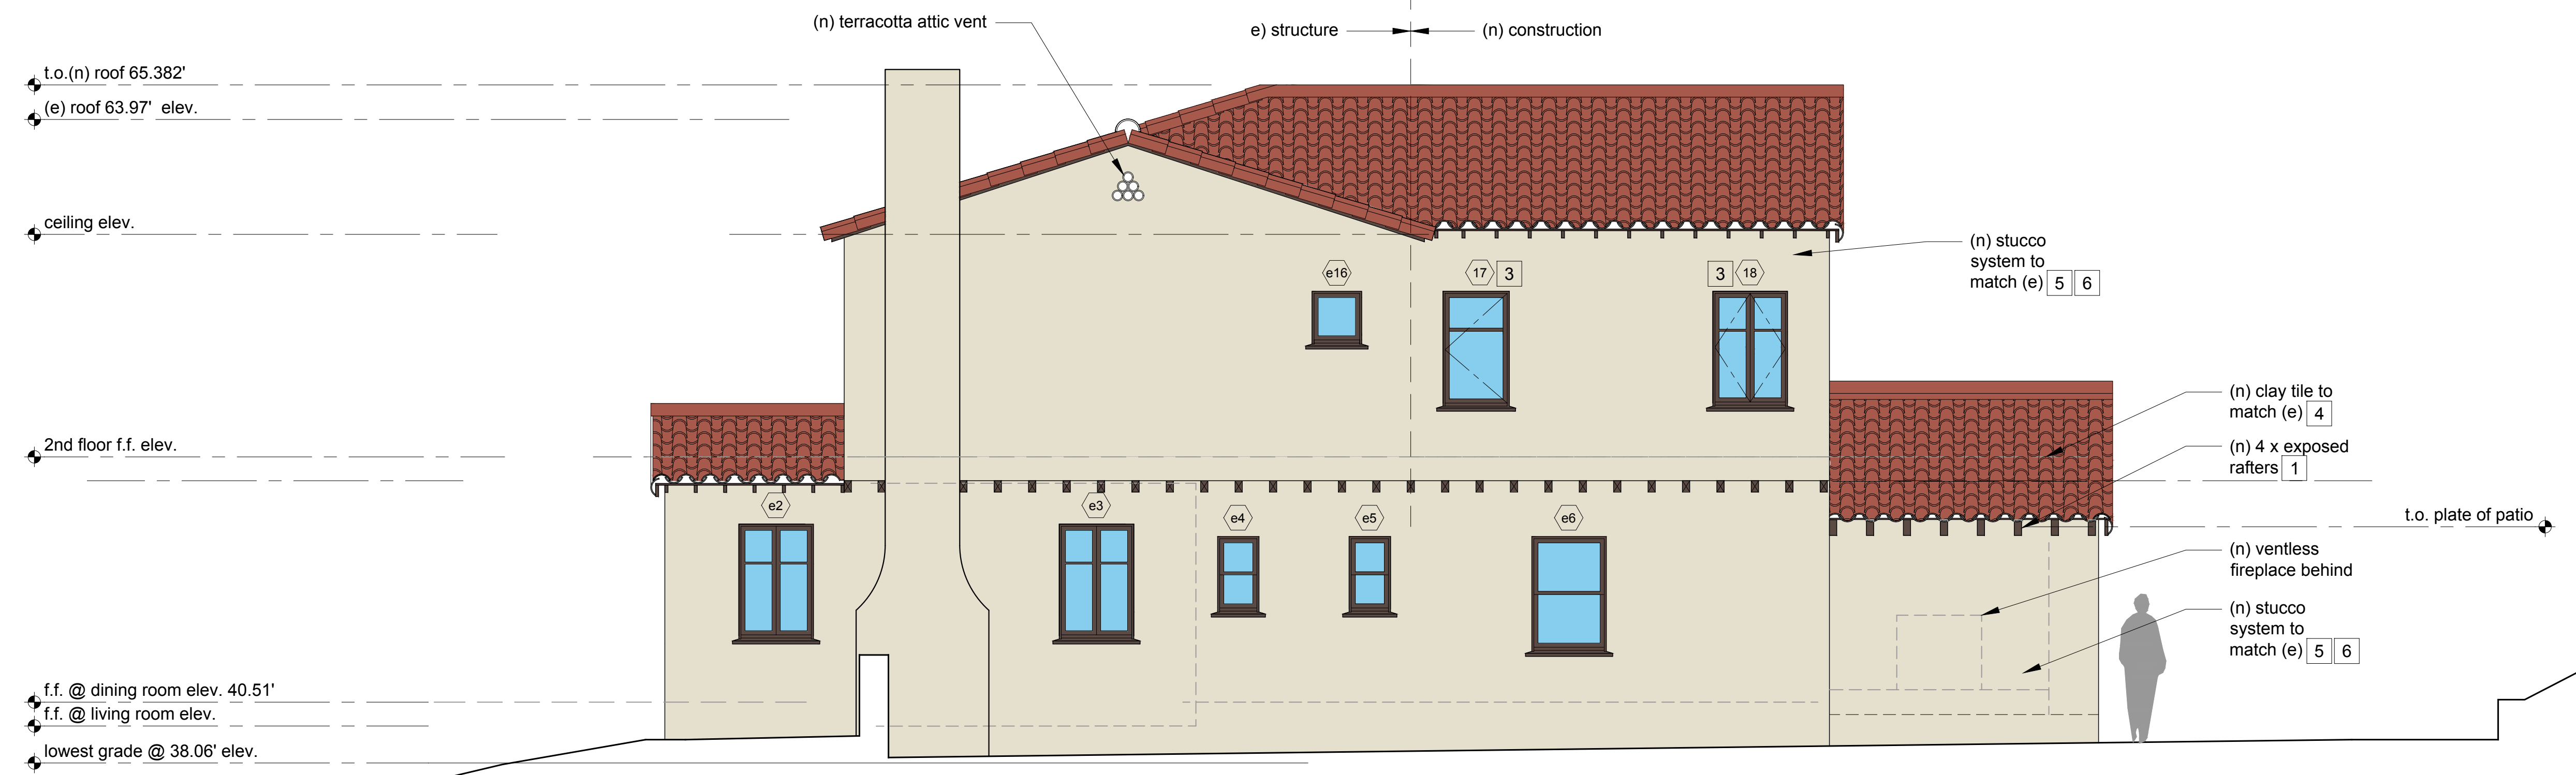 (n) terracotta attic vent
e) structure
(n) construction
t.o.(n) roof 65.382'
(e) roof 63.97' elev.
ceiling elev.
(n) stucco
system to
match (e) 5 6
e16
17 3
3 18
(n) clay tile to
match (e) 4
2nd floor f.f. elev.
(n) 4 x exposed
rafters 1
e2
e3
e4
e5
e6
t.o. plate of patio
(n) ventless
fireplace behind
(n) stucco
system to
match (e) 5 6
f.f. @ dining room elev. 40.51'
f.f. @ living room elev.
lowest grade @ 38.06' elev.